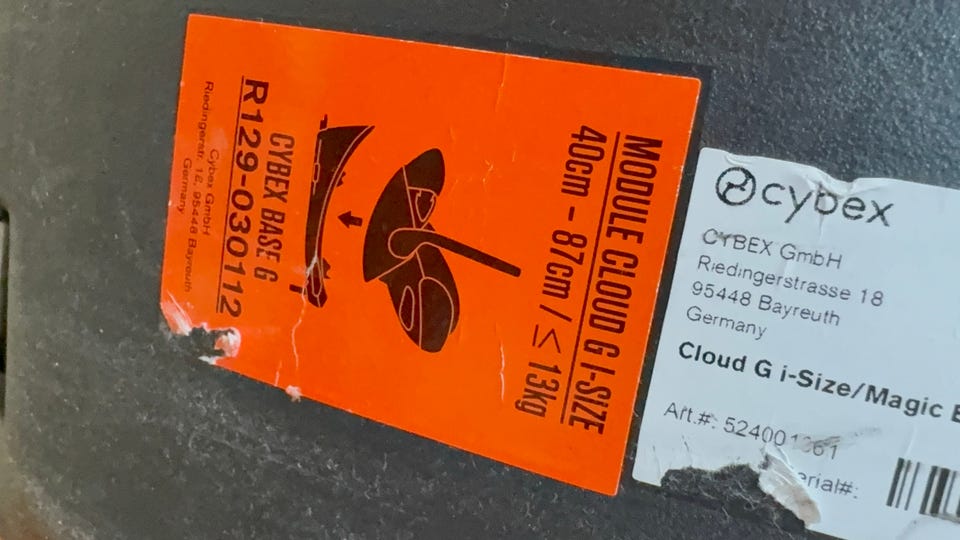 MODULE CLOUD G I-SIZE
40cm - 87cm / ≤ 13kg
CYBEX BASE G
R129-030112
Cybex GmbH
Riedingerstr. 18, 95448 Bayreuth
Germany
cybex
CYBEX GmbH
Riedingerstrasse 18
95448 Bayreuth
Germany
Cloud G i-Size/Magic
Art.#:
erial#: